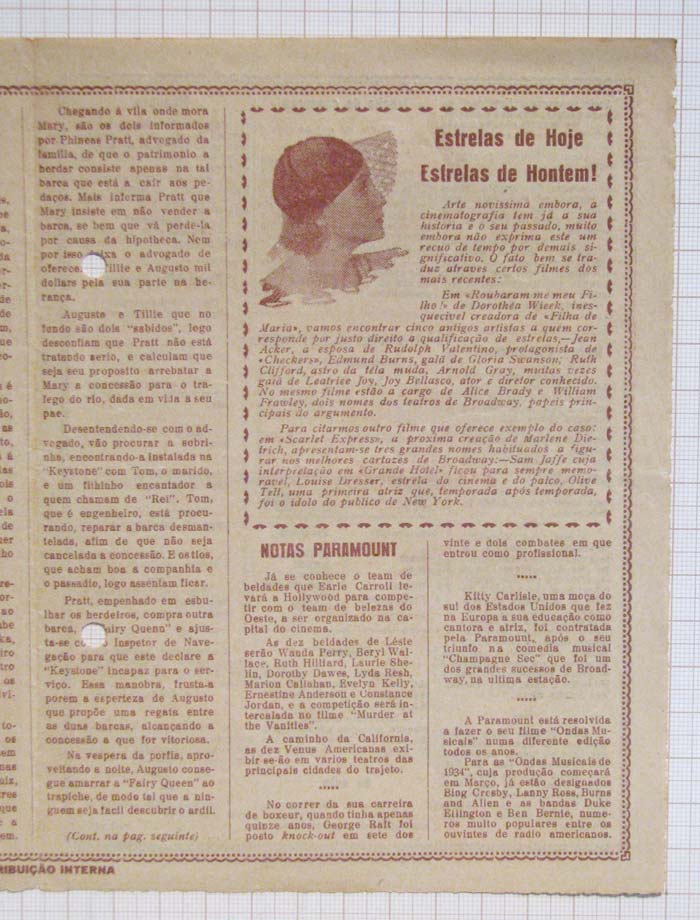 Chegando á vila onde mora
Mary, são os dois informados
por Phineas Pratt, advogado da
familia, de que o patrimonio a
herdar consiste apenas na tal
barca que está a caír aos pe-
daços. Mais informa Pratt que
Mary insiste em não vender a
barca, se bem que vá perde-la
por causa da hipotheca. Nem
por isso deixa o advogado de
oferecer a Tillie e Augusto mil
dollars pela sua parte na he-
rança.
Augusto e Tillie que no
fundo são dois "sabidos", logo
desconfiam que Pratt não está
tratando serio, e calculam que
seja seu proposito arrebatar a
Mary a concessão para o tra-
fego do rio, dada em vida a seu
pae.
Desentendendo-se com o ad-
vogado, vão procurar a sobri-
nha, encontrando-a instalada na
"Keystone" com Tom, o marido,
e um filhinho encantador a
quem chamam de "Rei". Tom,
que é engenheiro, está procu-
rando, reparar a barca desman-
telada, afim de que não seja
cancelada a concessão. E os tios,
que acham boa a companhia e
o passadio, logo assentam ficar.
Pratt, empenhado em esbu-
lhar os herdeiros, compra outra
barca, "Fairy Queen" e ajus-
ta-se com o Inspetor de Nave-
gação para que este declare a
"Keystone" incapaz para o ser-
viço. Essa manobra, frusta-a
porem a esperteza de Augusto
que propõe uma regata entre
as duas barcas, alcançando a
concessão a que for vitoriosa.
Na vespera da porfia, apro-
veitando a noite, Augusto conse-
gue amarrar a "Fairy Queen" ao
trapiche, de modo tal que a nin-
guem seja facil descubrir o ardil.
(Cont. na pag. seguinte)
Estrelas de Hoje
Estrelas de Hontem!
Arte novissima embora, a
cinematografia tem já a sua
historia e o seu passado, muito
embora não exprima este um
recuo de tempo por demais si-
gnificativo. O fato bem se tra-
duz atraves certos filmes dos
mais recentes:
Em «Roubaram me meu Fi-
lho!» de Dorothéa Wieck, ines-
quecivel creadora de «Filha de
Maria», vamos encontrar cinco antigos artistas a quem cor-
responde por justo direito a qualificação de estrelas,—Jean
Acker, a esposa de Rudolph Valentino, protagonista de
«Checkers», Edmund Burns, galã de Gloria Swanson, Ruth
Clifford, astro da téla muda, Arnold Gray, muitas vezes
galã de Leatrice Joy, Joy Bellasco, ator e diretor conhecido.
No mesmo filme estão a cargo de Alice Brady e William
Frawley, dois nomes dos teatros de Broadway, papeis prin-
cipais do argumento.
Para citarmos outro filme que oferece exemplo do caso:
em «Scarlet Express», a proxima creação de Marlene Die-
trich, apresentam-se tres grandes nomes habituados a figu-
rar nos melhores cartazes de Broadway:—Sam Jaffe cuja
interpretação em «Grande Hotel» ficou para sempre memo-
ravel, Louise Dresser, estrela do cinema e do palco, Olive
Tell, uma primeira atriz que, temporada após temporada,
foi o idolo do publico de New York.
NOTAS PARAMOUNT
Já se conhece o team de
beldades que Earle Carroll le-
vará a Hollywood para compe-
tir com o team de belezas do
Oeste, a ser organizado na ca-
pital do cinema.
As dez beldades de Léste
serão Wanda Perry, Beryl Wal-
lace, Ruth Hilliard, Laurie She-
lin, Dorothy Dawes, Lyda Resh,
Marion Callahan, Evelyn Kelly,
Ernestine Anderson e Constance
Jordan, e a competição será in-
tercalada no filme "Murder at
the Vanities".
A caminho da California,
as dez Venus Americanas exi-
bir se-ão em varios teatros das
principais cidades do trajeto.
*****
No correr da sua carreira
de boxeur, quando tinha apenas
quinze anos, George Raft foi
posto knock-out em sete dos
vinte e dois combates em que
entrou como profissional.
*****
Kitty Carlisle, uma moça do
sul dos Estados Unidos que fez
na Europa a sua educação como
cantora e atriz, foi contratada
pela Paramount, após o seu
triunfo na comedia musical
"Champagne Sec" que foi um
dos grandes sucessos de Broad-
way, na ultima estação.
*****
A Paramount está resolvida
a fazer o seu filme "Ondas Mu-
sicais" numa diferente edição
todos os anos.
Para as "Ondas Musicais de
1934", cuja produção começará
em Março, já estão designados
Bing Crosby, Lanny Ross, Burns
and Allen e as bandas Duke
Ellington e Ben Bernie, nume-
ros muito populares entre os
ouvintes de radio americanos.
RIBUIÇÃO INTERNA